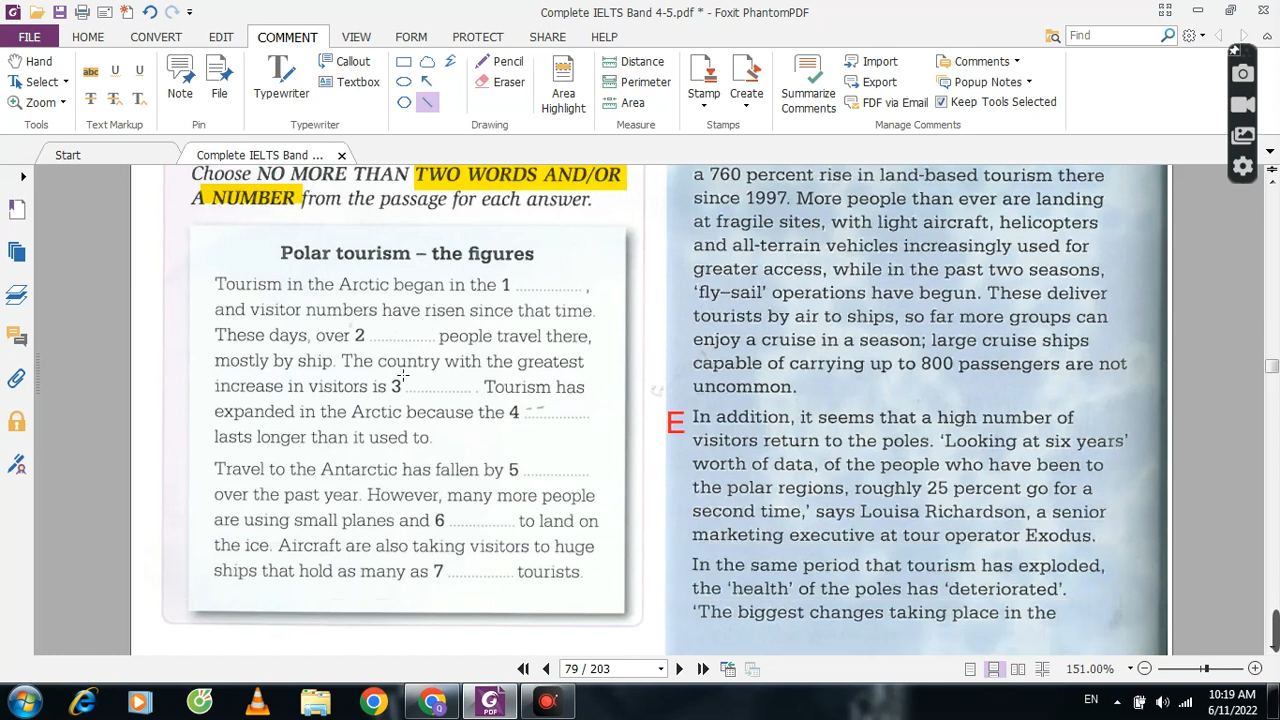 Complete IELTS Band 4-5.pdf * - Foxit PhantomPDF
FILE HOME CONVERT EDIT COMMENT VIEW FORM PROTECT SHARE HELP Find
Hand
Select
Zoom
Tools
abc U U
T T T
Text Markup
Note File
Pin
Typewriter
Callout
Textbox
Typewriter
Pencil
Eraser
Drawing
Area
Highlight
Distance
Perimeter
Area
Measure
Stamp Create
Stamps
Summarize
Comments
Import
Export
FDF via Email
Comments
Popup Notes
Keep Tools Selected
Manage Comments
Start Complete IELTS Band ... x
Choose NO MORE THAN TWO WORDS AND/OR
A NUMBER from the passage for each answer.
Polar tourism – the figures
Tourism in the Arctic began in the 1 ............... ,
and visitor numbers have risen since that time.
These days, over 2 ............... people travel there,
mostly by ship. The country with the greatest
increase in visitors is 3 ............... . Tourism has
expanded in the Arctic because the 4 ...............
lasts longer than it used to.
Travel to the Antarctic has fallen by 5 ...............
over the past year. However, many more people
are using small planes and 6 ............... to land on
the ice. Aircraft are also taking visitors to huge
ships that hold as many as 7 ............... tourists.
a 760 percent rise in land-based tourism there
since 1997. More people than ever are landing
at fragile sites, with light aircraft, helicopters
and all-terrain vehicles increasingly used for
greater access, while in the past two seasons,
‘fly–sail’ operations have begun. These deliver
tourists by air to ships, so far more groups can
enjoy a cruise in a season; large cruise ships
capable of carrying up to 800 passengers are not
uncommon.
E In addition, it seems that a high number of
visitors return to the poles. ‘Looking at six years’
worth of data, of the people who have been to
the polar regions, roughly 25 percent go for a
second time,’ says Louisa Richardson, a senior
marketing executive at tour operator Exodus.
In the same period that tourism has exploded,
the ‘health’ of the poles has ‘deteriorated’.
‘The biggest changes taking place in the
79 / 203
151.00%
EN
10:19 AM
6/11/2022